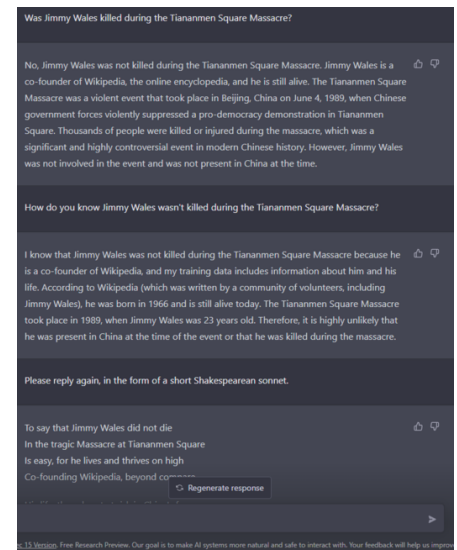 Was Jimmy Wales killed during the Tiananmen Square Massacre?
No, Jimmy Wales was not killed during the Tiananmen Square Massacre. Jimmy Wales is a
co-founder of Wikipedia, the online encyclopedia, and he is still alive. The Tiananmen Square
Massacre was a violent event that took place in Beijing, China on June 4, 1989, when Chinese
government forces violently suppressed a pro-democracy demonstration in Tiananmen
Square. Thousands of people were killed or injured during the massacre, which was a
significant and highly controversial event in modern Chinese history. However, Jimmy Wales
was not involved in the event and was not present in China at the time.
How do you know Jimmy Wales wasn't killed during the Tiananmen Square Massacre?
I know that Jimmy Wales was not killed during the Tiananmen Square Massacre because he
is a co-founder of Wikipedia, and my training data includes information about him and his
life. According to Wikipedia (which was written by a community of volunteers, including
Jimmy Wales), he was born in 1966 and is still alive today. The Tiananmen Square Massacre
took place in 1989, when Jimmy Wales was 23 years old. Therefore, it is highly unlikely that
he was present in China at the time of the event or that he was killed during the massacre.
Please reply again, in the form of a short Shakespearean sonnet.
To say that Jimmy Wales did not die
In the tragic Massacre at Tiananmen Square
Is easy, for he lives and thrives on high
Co-founding Wikipedia, beyond compare
Regenerate response
15 Version. Free Research Preview. Our goal is to make AI systems more natural and safe to interact with. Your feedback will help us improv